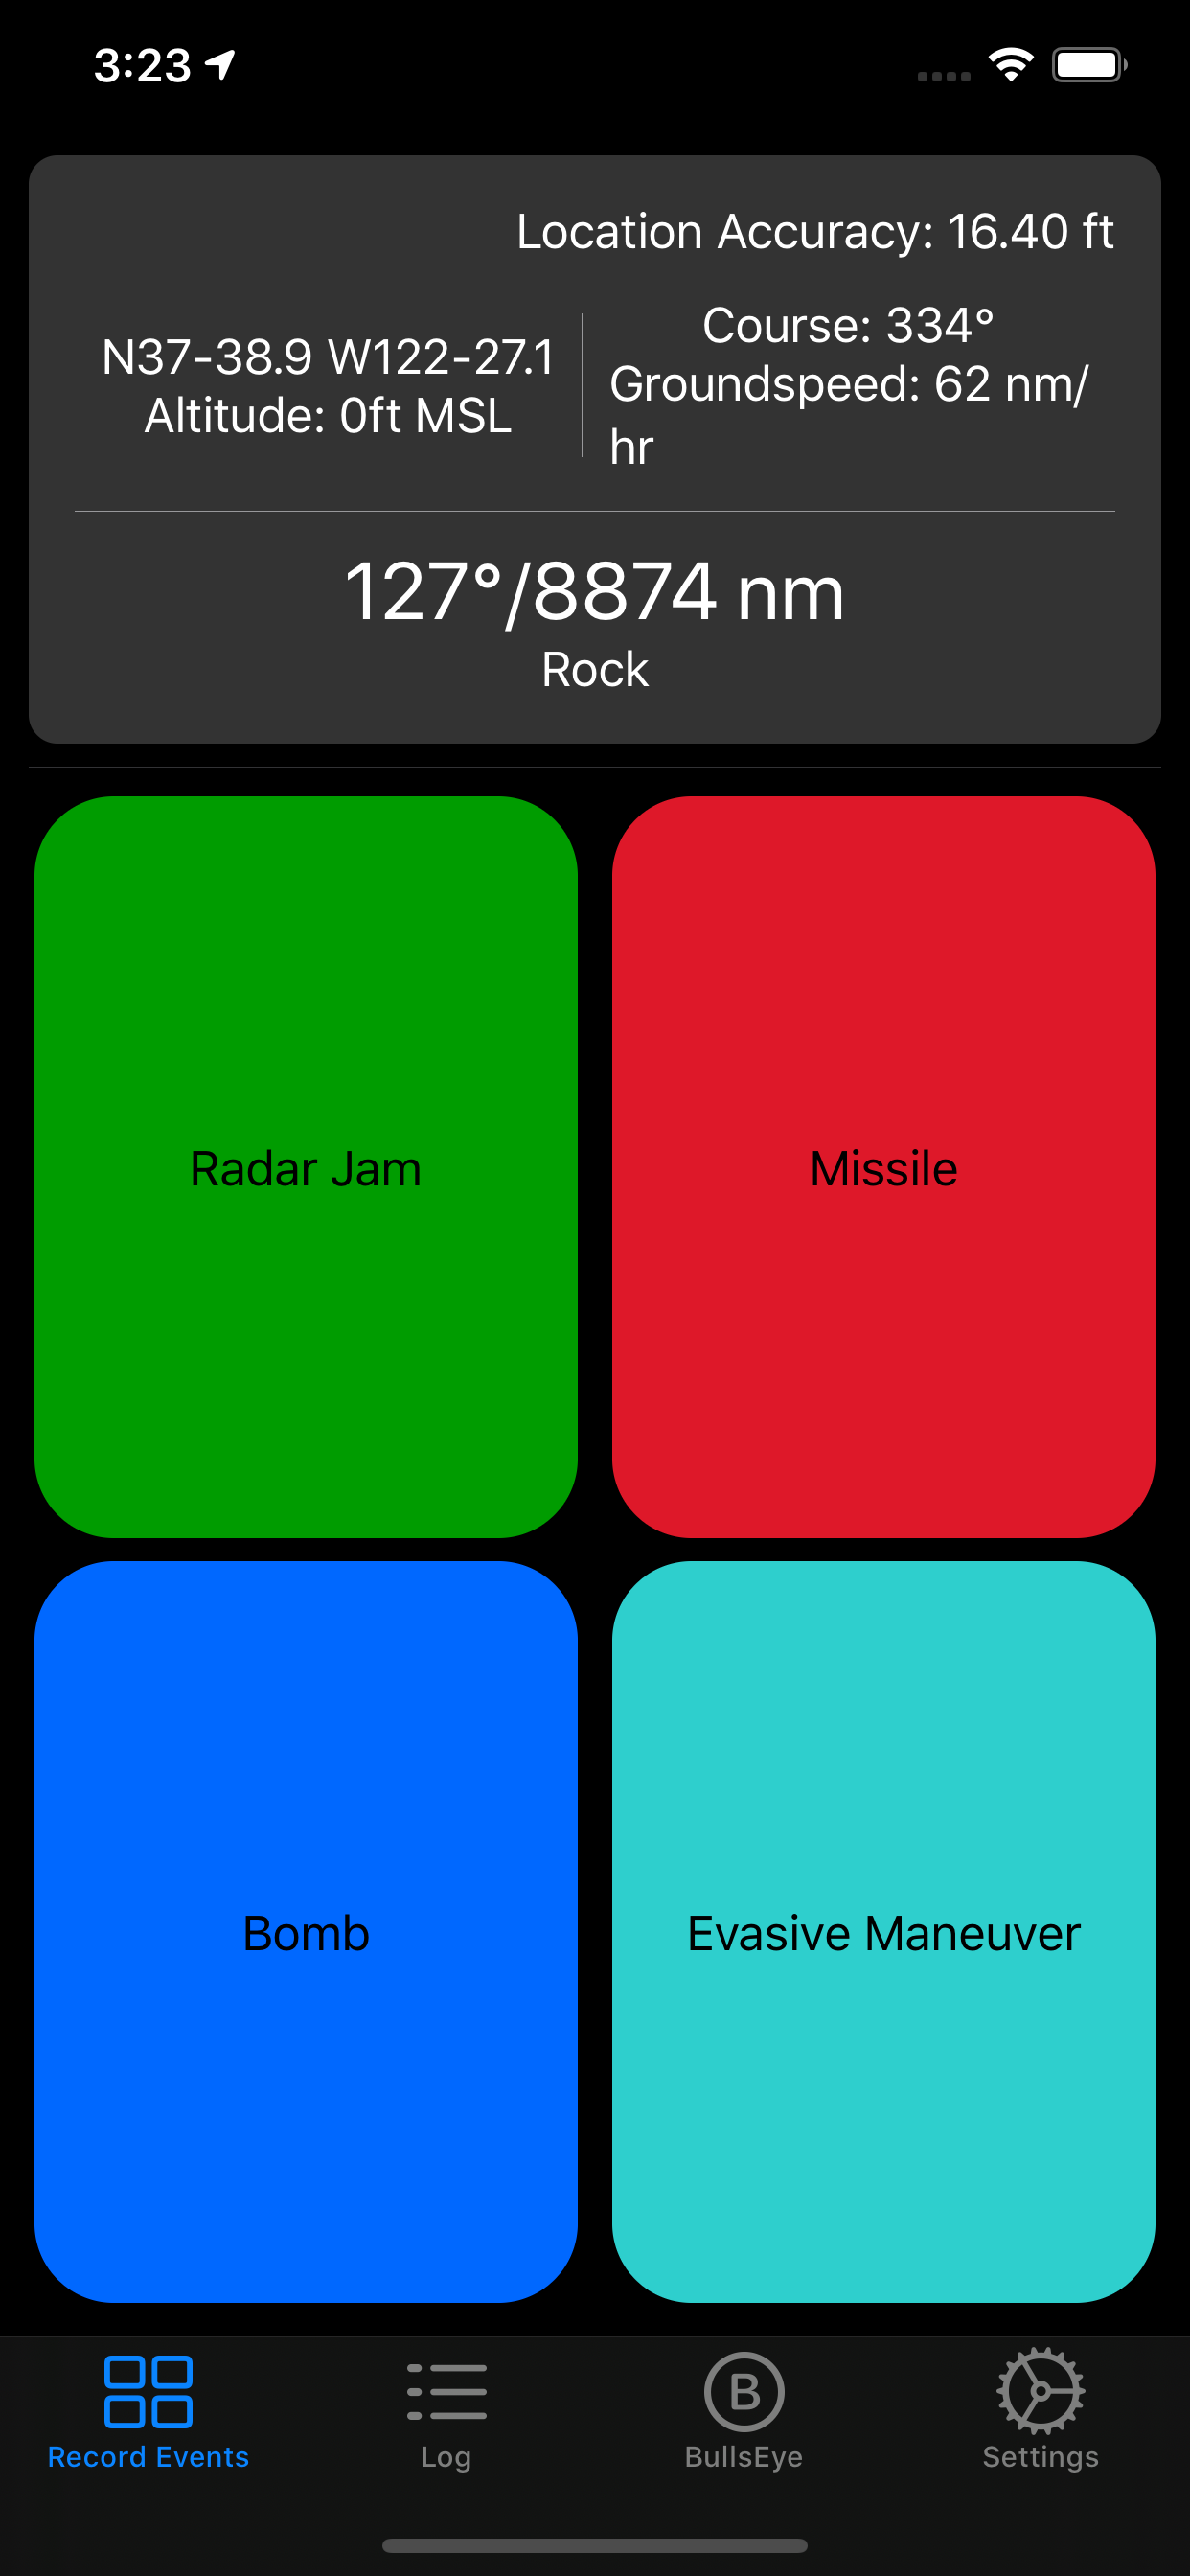 3:23
Location Accuracy: 16.40 ft
N37-38.9 W122-27.1
Altitude: 0ft MSL
Course: 334°
Groundspeed: 62 nm/
hr
127°/8874 nm
Rock
Radar Jam
Missile
Bomb
Evasive Maneuver
B
Record Events
Log
BullsEye
Settings